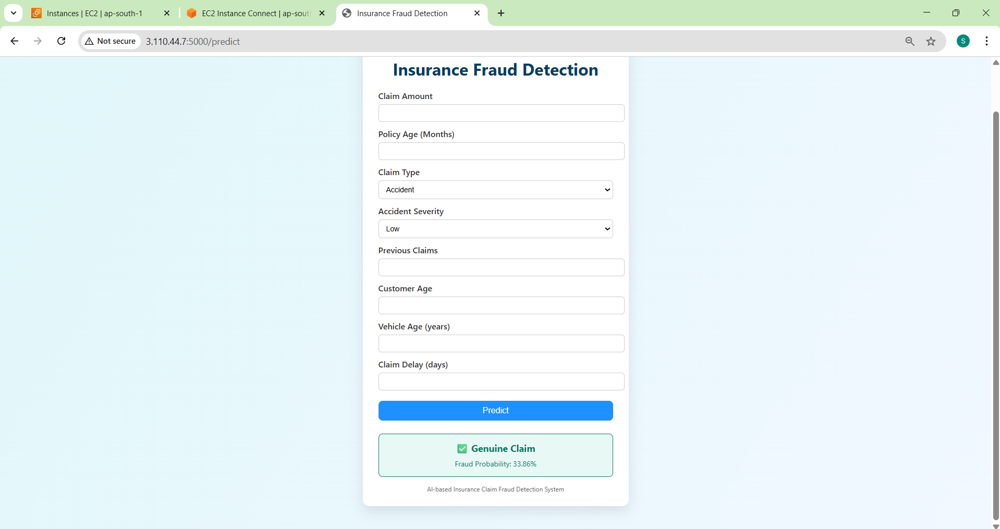 Instances | EC2 | ap-south-1
EC2 Instance Connect | ap-sout
Insurance Fraud Detection
Not secure
3.110.44.7:5000/predict
S
Insurance Fraud Detection
Claim Amount
Policy Age (Months)
Claim Type
Accident
Accident Severity
Low
Previous Claims
Customer Age
Vehicle Age (years)
Claim Delay (days)
Predict
✅ Genuine Claim
Fraud Probability: 33.86%
AI-based Insurance Claim Fraud Detection System